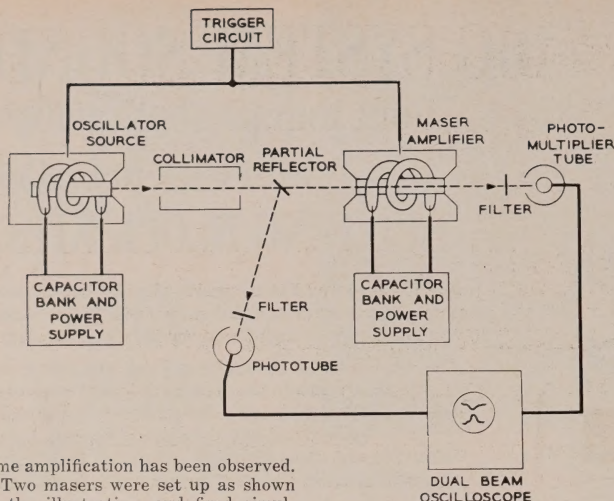 TRIGGER
CIRCUIT
OSCILLATOR
SOURCE
COLLIMATOR
PARTIAL
REFLECTOR
MASER
AMPLIFIER
PHOTO-
MULTIPLIER
TUBE
FILTER
CAPACITOR
BANK AND
POWER
SUPPLY
FILTER
PHOTOTUBE
CAPACITOR
BANK AND
POWER
SUPPLY
DUAL BEAM
OSCILLOSCOPE
me amplification has been observed.
Two masers were set up as shown